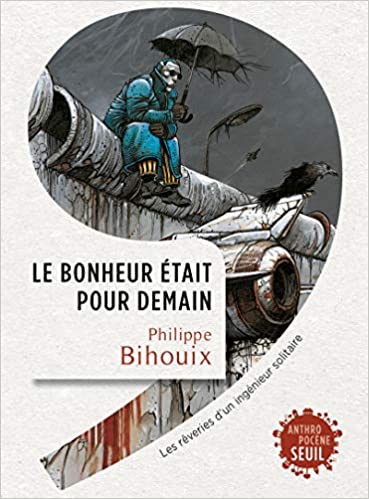 LE BONHEUR ÉTAIT
POUR DEMAIN
Philippe
Bihouix
Les rêveries d'un ingénieur solitaire
ANTHRO
POCÈNE
SEUIL